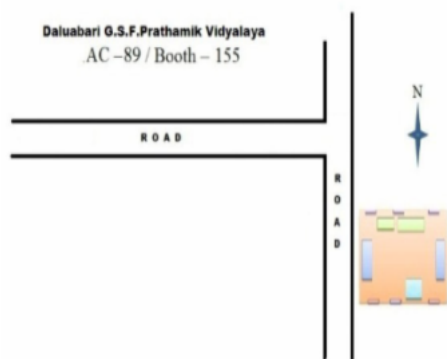 Daluabari G.S.F.Prathamik Vidyalaya
AC –89 / Booth – 155
N
ROAD
ROAD